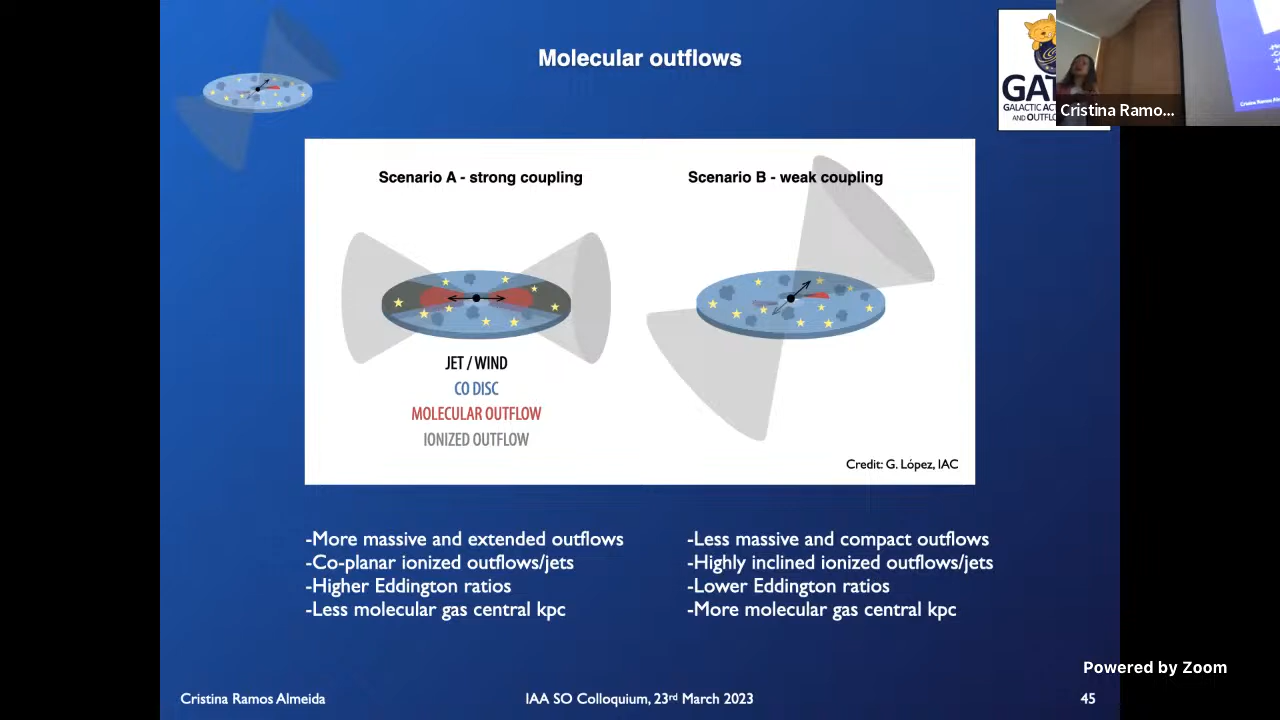 Molecular outflows
GAT
GALACTIC AC
AND OUTFL
Cristina Ramo...
Scenario A - strong coupling
Scenario B - weak coupling
JET / WIND
CO DISC
MOLECULAR OUTFLOW
IONIZED OUTFLOW
Credit: G. López, IAC
-More massive and extended outflows
-Co-planar ionized outflows/jets
-Higher Eddington ratios
-Less molecular gas central kpc
-Less massive and compact outflows
-Highly inclined ionized outflows/jets
-Lower Eddington ratios
-More molecular gas central kpc
Powered by Zoom
Cristina Ramos Almeida
IAA SO Colloquium, 23rd March 2023
45